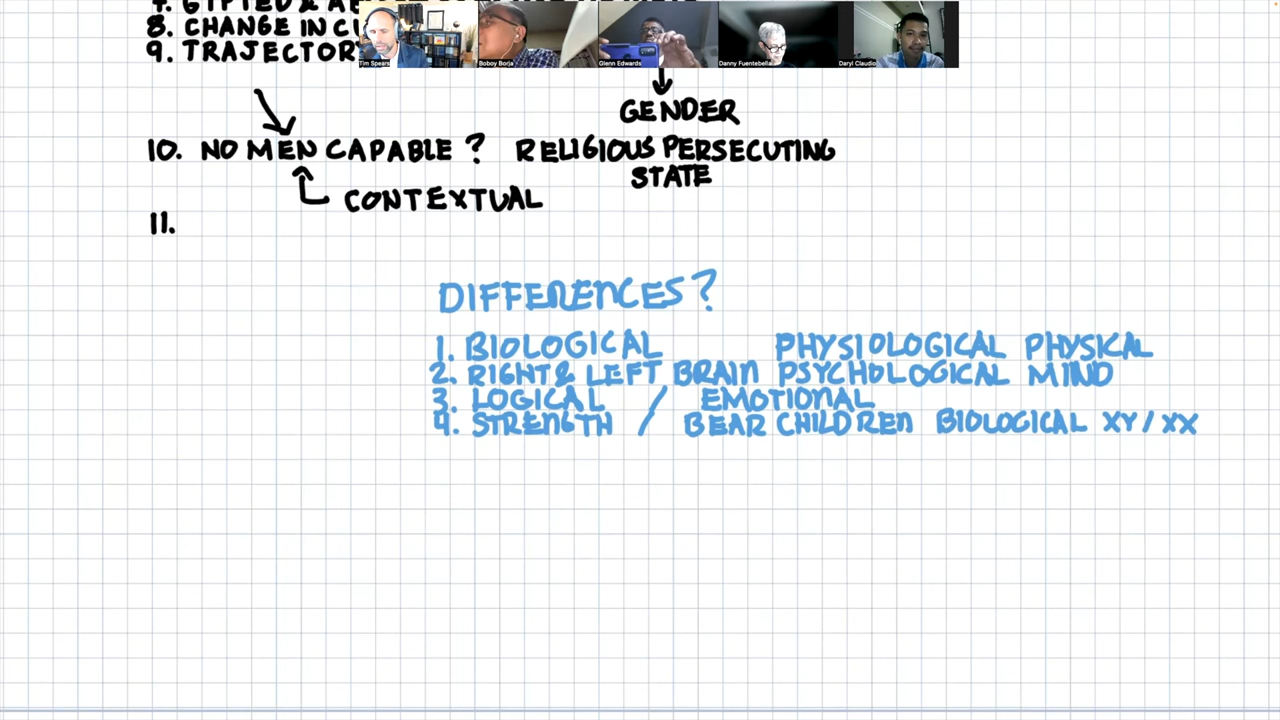 7. GIFTED &
8. CHANGE IN
9. TRAJECTOR
Tim Spears
Boboy Borja
Glenn Edwards
Danny Fuentebella
Daryl Claudio
GENDER
10. NO MEN CAPABLE ? RELIGIOUS PERSECUTING
STATE
CONTEXTUAL
11.
DIFFERENCES?
1. BIOLOGICAL PHYSIOLOGICAL PHYSICAL
2. RIGHT & LEFT BRAIN PSYCHOLOGICAL MIND
3. LOGICAL / EMOTIONAL
4. STRENGTH / BEAR CHILDREN BIOLOGICAL XY / XX